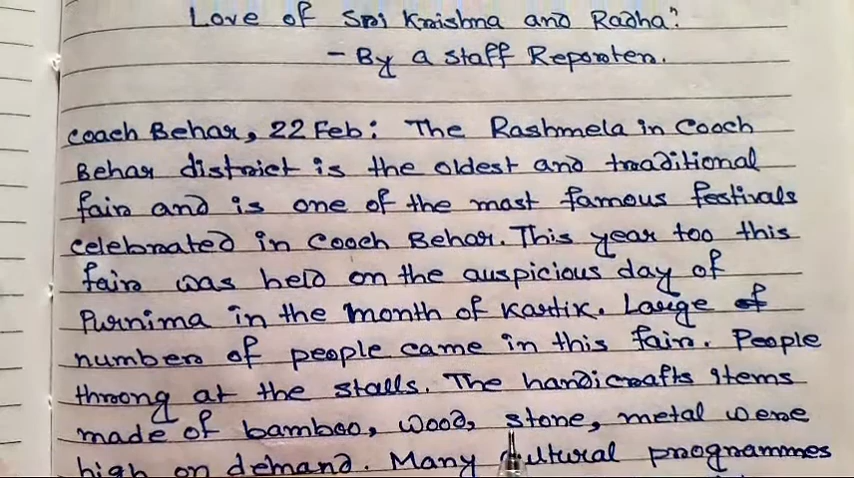 Love of Sri Krishna and Radha?
- By a staff Reporter.
Coach Behar, 22 Feb: The Rashmela in Cooch
Behar district is the oldest and traditional
fair and is one of the most famous festivals
celebrated in Cooch Behar. This year too this
fair was held on the auspicious day of
Purnima in the month of Kartik. Large of
number of people came in this fair. People
throng at the stalls. The handicrafts items
made of bamboo, wood, stone, metal were
high on demand. Many cultural programmes